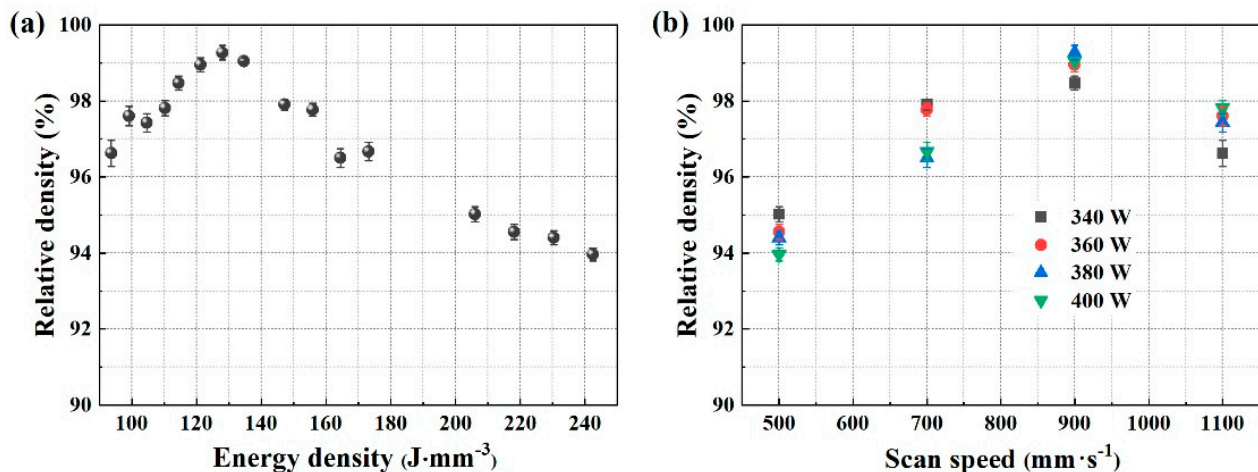 (a)
Relative density (%)
100
98
96
94
92
90
100 120 140 160 180 200 220 240
Energy density (J·mm-3)
(b)
Relative density (%)
100
98
96
94
92
90
340 W
360 W
380 W
400 W
500 600 700 800 900 1000 1100
Scan speed (mm·s-1)